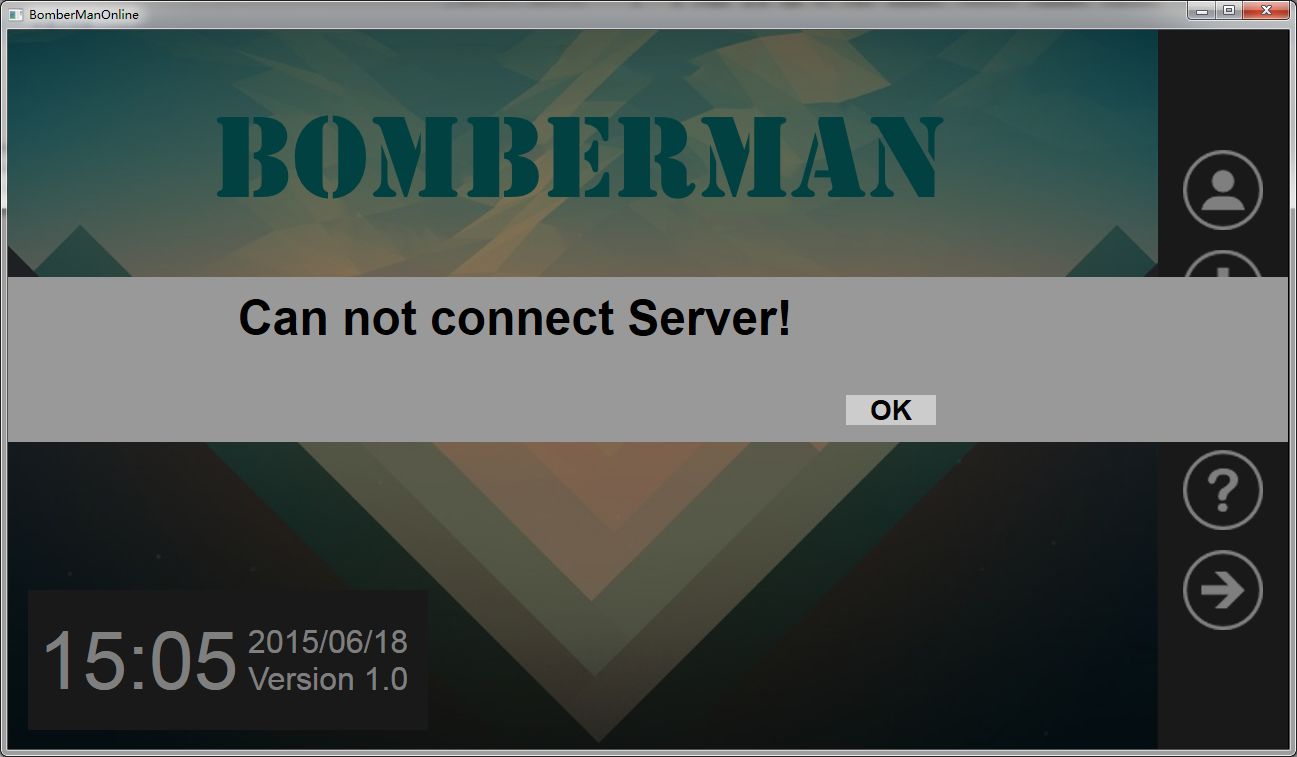 BomberManOnline
BOMBERMAN
Can not connect Server!
OK
15:05
2015/06/18
Version 1.0